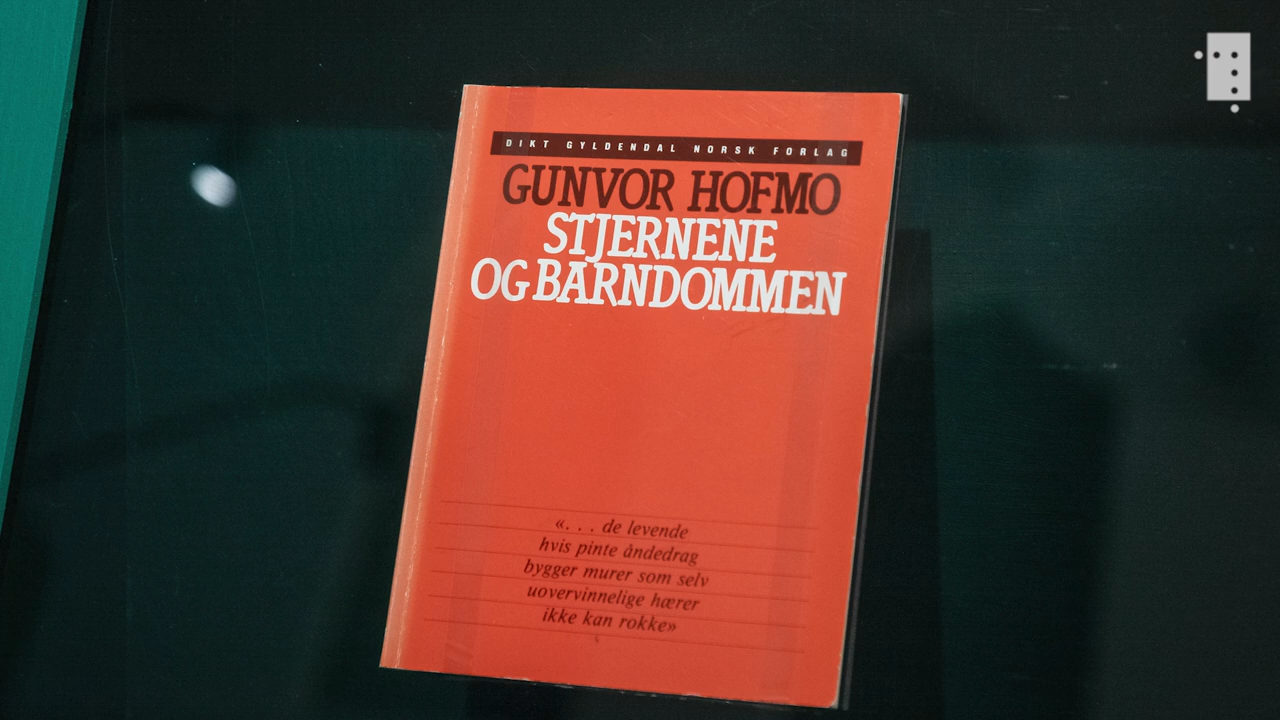 DIKT GYLDENDAL NORSK FORLAG
GUNVOR HOFMO
STJERNENE
OG BARNDOMMEN
«. . . de levende
hvis pinte åndedrag
bygger murer som selv
uovervinnelige hærer
ikke kan rokke»